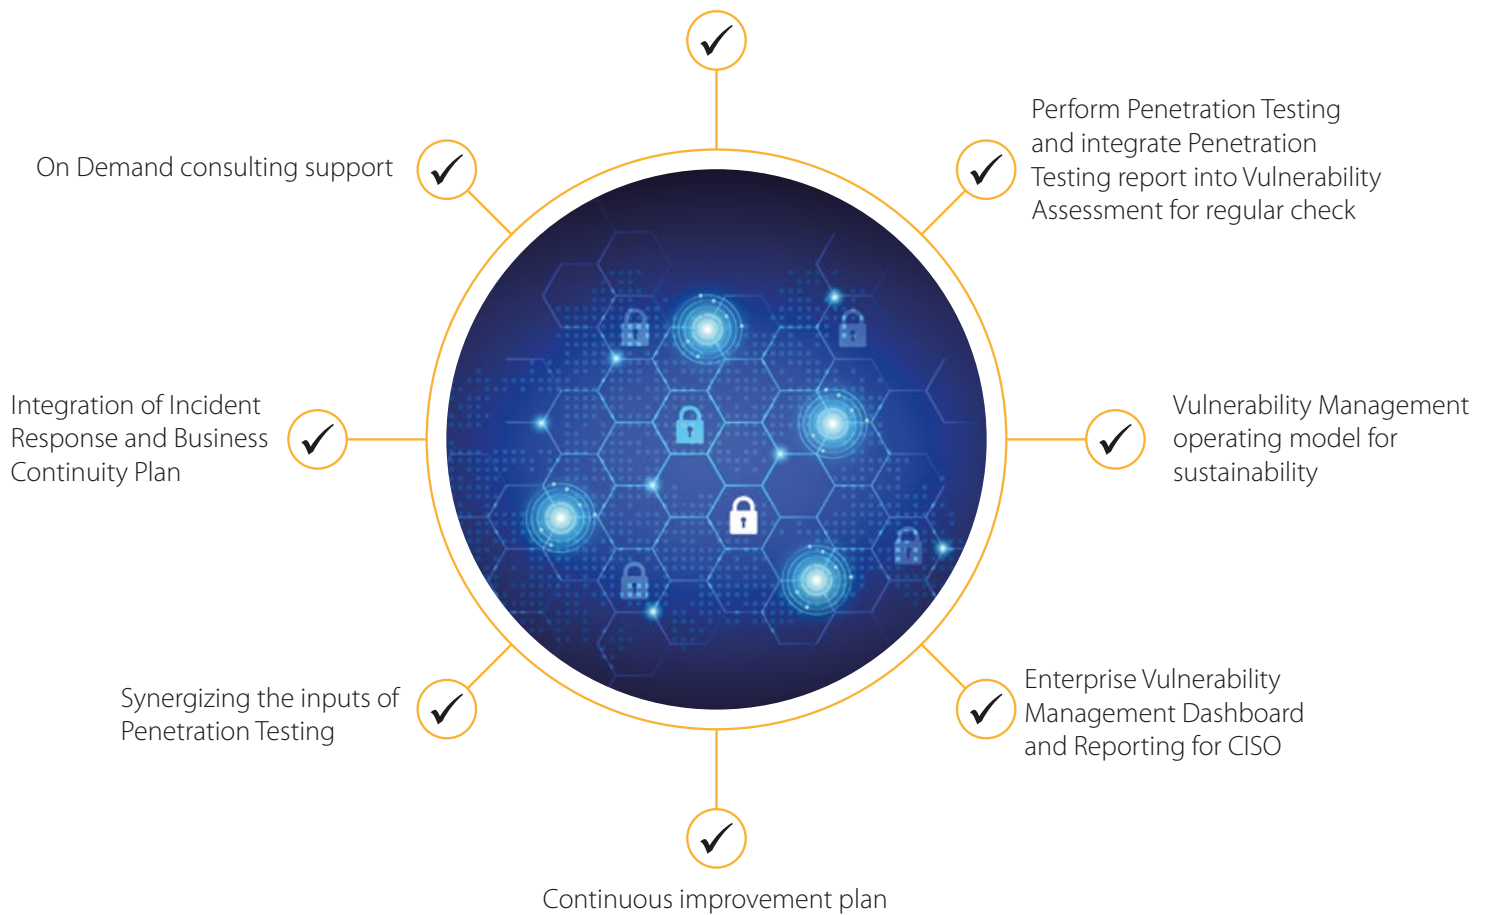 On Demand consulting support
Perform Penetration Testing
and integrate Penetration
Testing report into Vulnerability
Assessment for regular check
Integration of Incident
Response and Business
Continuity Plan
Vulnerability Management
operating model for
sustainability
Synergizing the inputs of
Penetration Testing
Enterprise Vulnerability
Management Dashboard
and Reporting for CISO
Continuous improvement plan